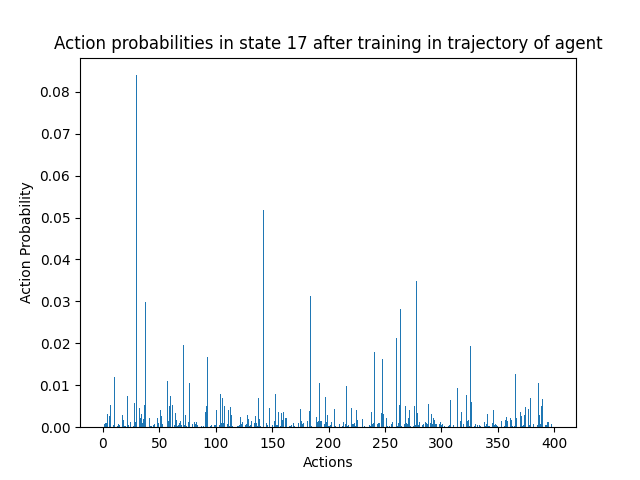 Action probabilities in state 17 after training in trajectory of agent
0.08
0.07
0.06
0.05
0.04
0.03
0.02
0.01
0.00
Action Probability
0 50 100 150 200 250 300 350 400
Actions